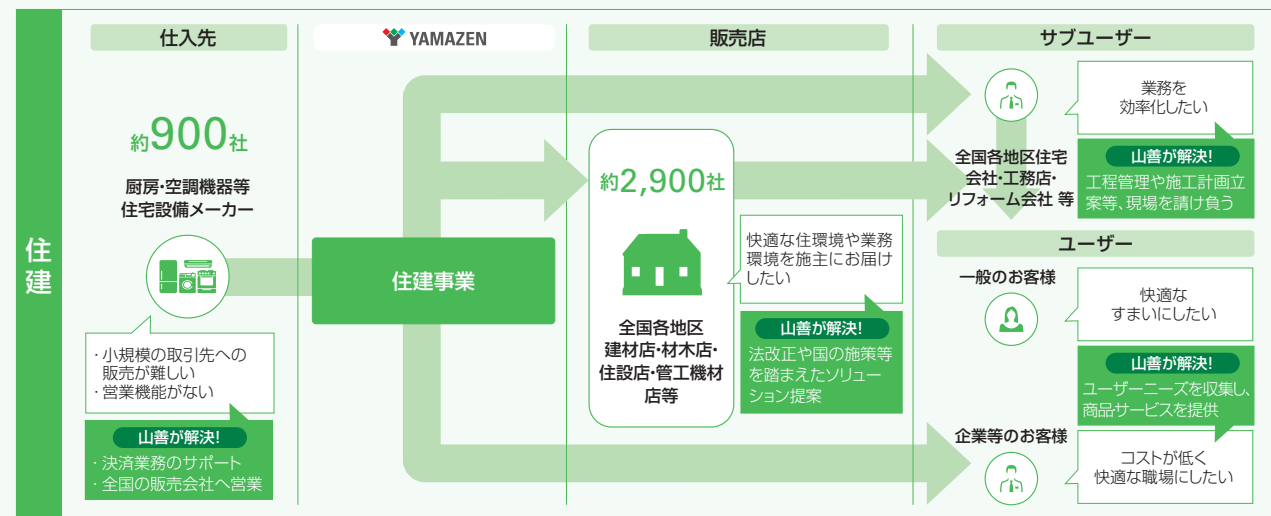 住建
仕入先
約900社
厨房・空調機器等
住宅設備メーカー
・小規模の取引先への
販売が難しい
・営業機能がない
山善が解決!
・決済業務のサポート
・全国の販売会社へ営業
YAMAZEN
住建事業
販売店
約2,900社
全国各地区
建材店・材木店・
住設店・管工機材
店等
快適な住環境や業務
環境を施主にお届け
したい
山善が解決!
法改正や国の施策等
を踏まえたソリュー
ション提案
サブユーザー
全国各地区住宅
会社・工務店・
リフォーム会社 等
業務を
効率化したい
山善が解決!
工程管理や施工計画立
案等、現場を請け負う
ユーザー
一般のお客様
快適な
すまいにしたい
山善が解決!
ユーザーニーズを収集し、
商品サービスを提供
企業等のお客様
コストが低く
快適な職場にしたい